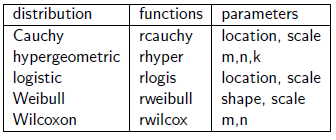 distribution functions parameters
Cauchy rcauchy location, scale
hypergeometric rhyper m,n,k
logistic rlogis location, scale
Weibull rweibull shape, scale
Wilcoxon rwilcox m,n